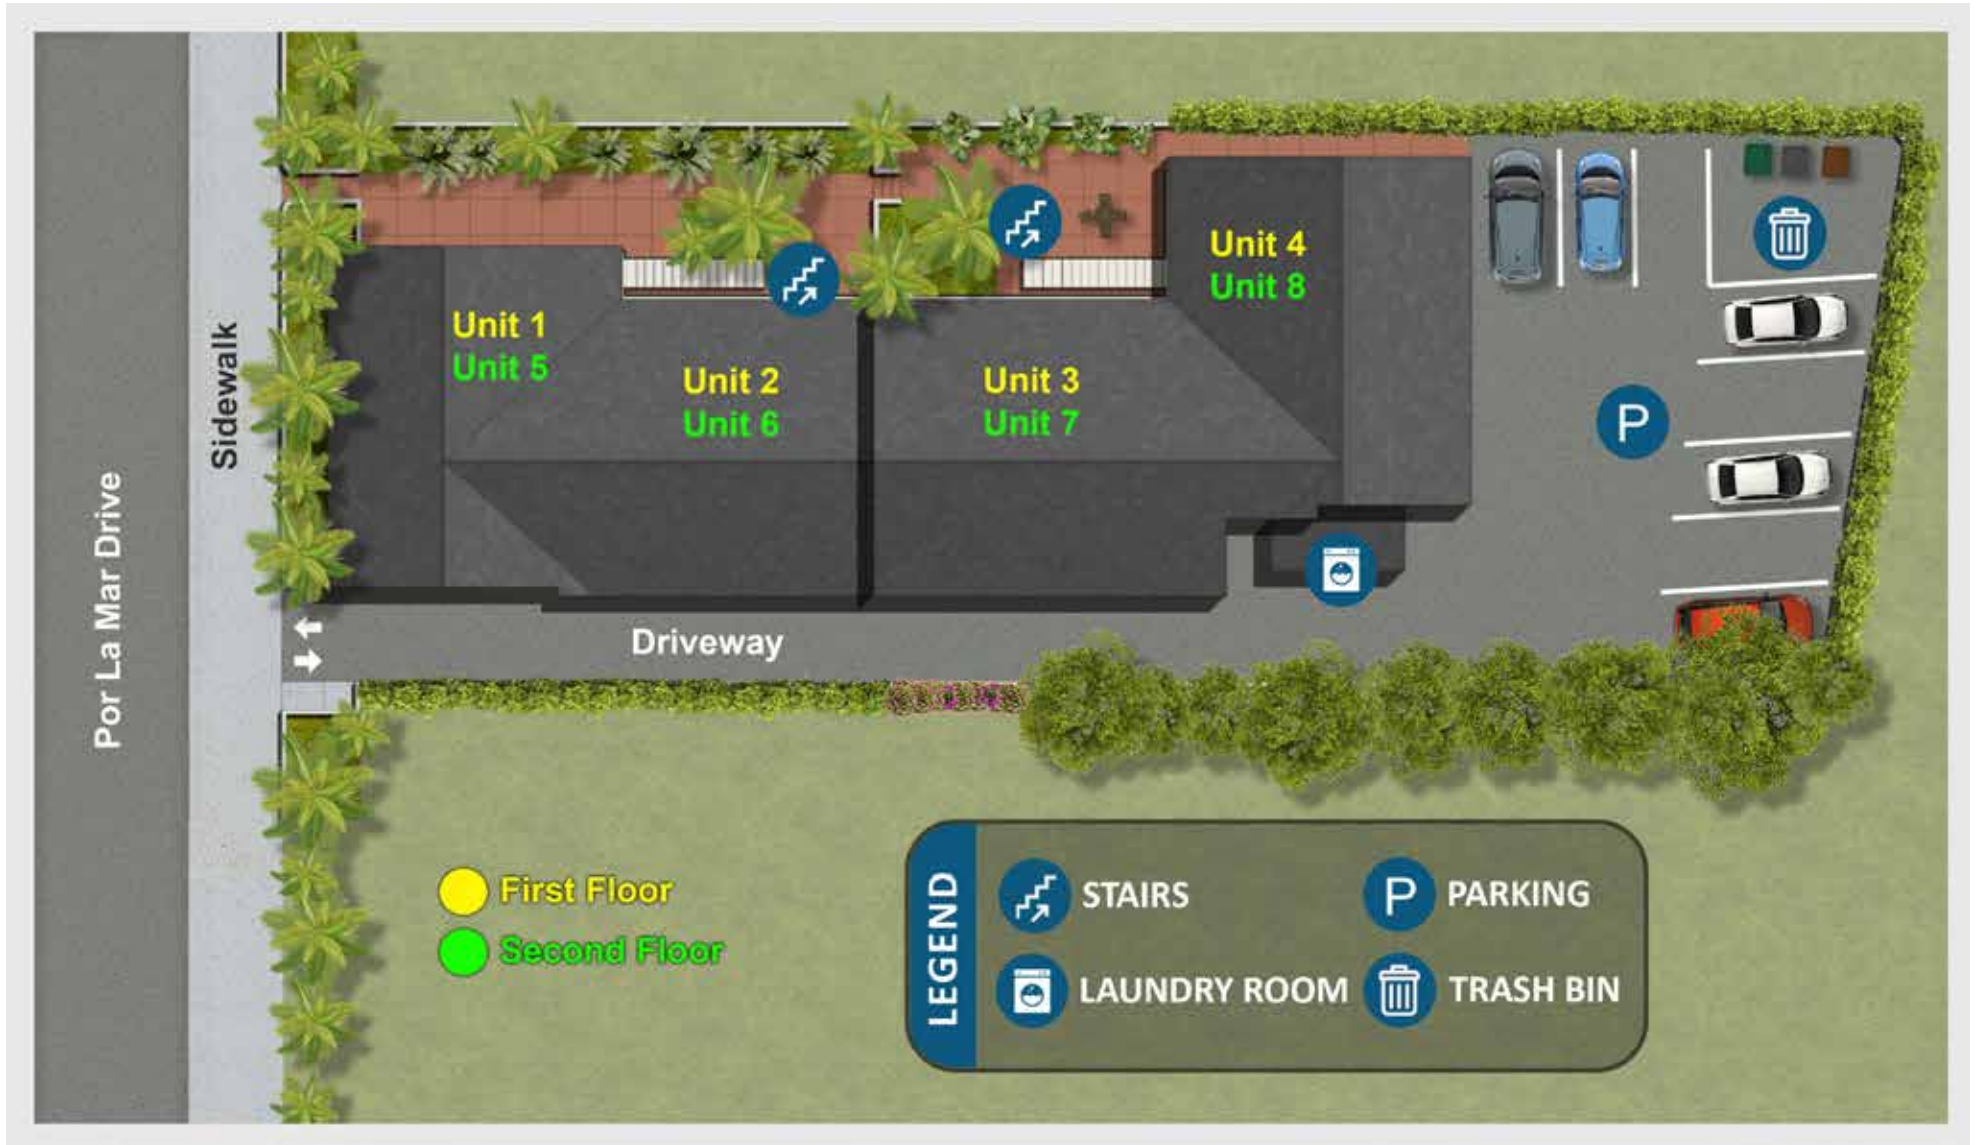 Por La Mar Drive
Sidewalk
Unit 1
Unit 5
Unit 2
Unit 6
Unit 3
Unit 7
Unit 4
Unit 8
P
Driveway
First Floor
Second Floor
LEGEND
STAIRS
P PARKING
LAUNDRY ROOM
TRASH BIN